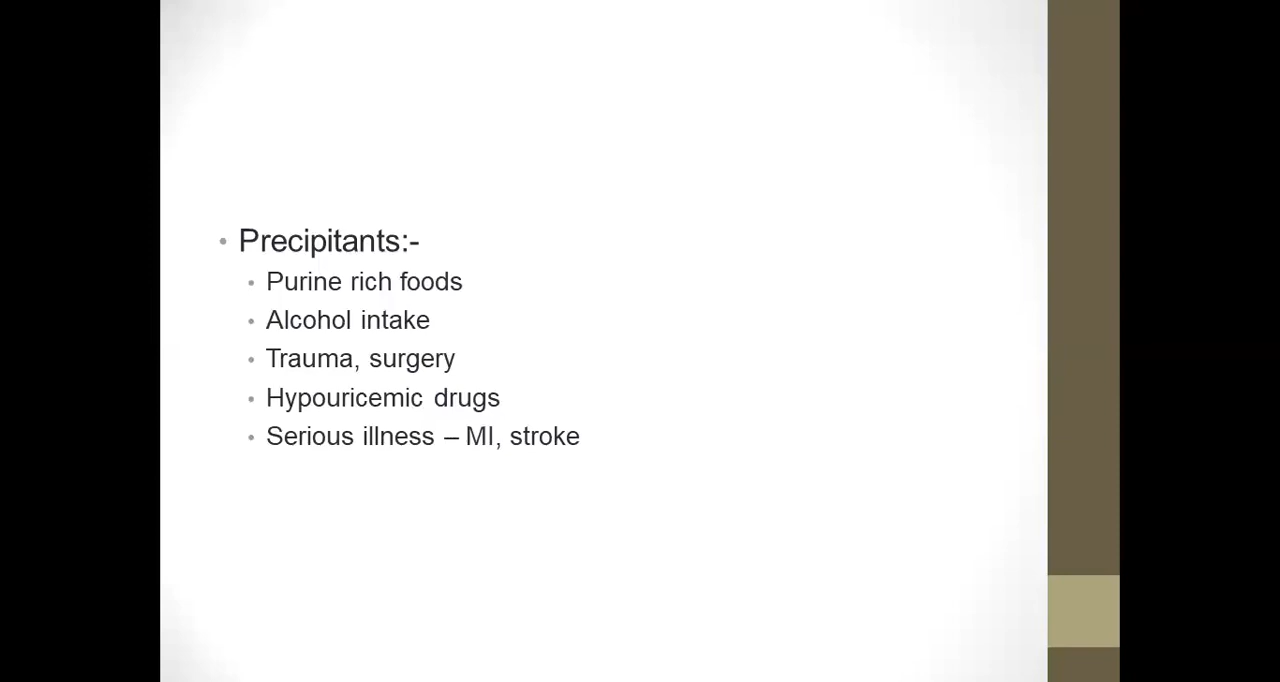 • Precipitants:-
• Purine rich foods
• Alcohol intake
• Trauma, surgery
• Hypouricemic drugs
• Serious illness – MI, stroke